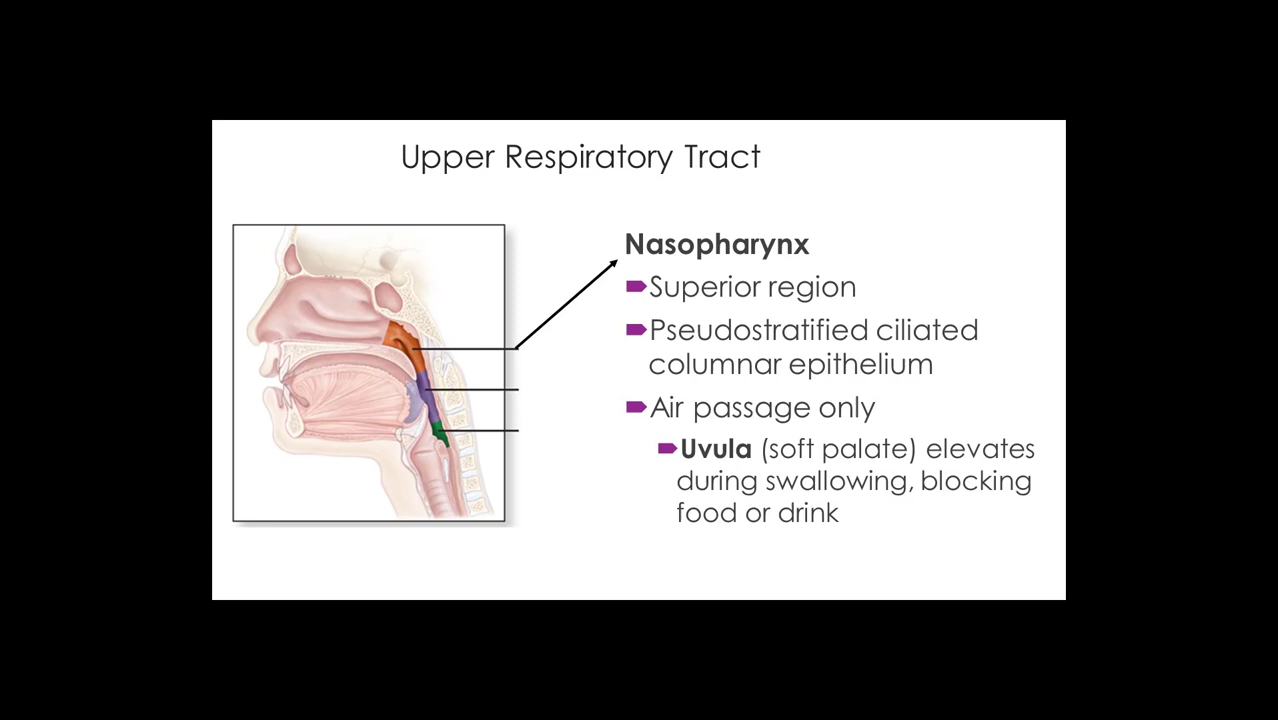 Upper Respiratory Tract
Nasopharynx
Superior region
Pseudostratified ciliated
columnar epithelium
Air passage only
Uvula (soft palate) elevates
during swallowing, blocking
food or drink